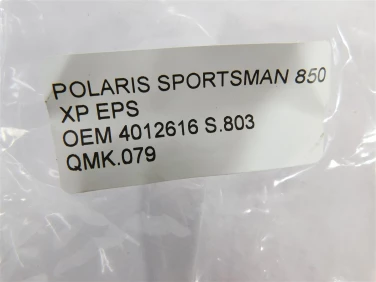 POLARIS SPORTSMAN 850
XP EPS
OEM 4012616 S.803
QMK.079